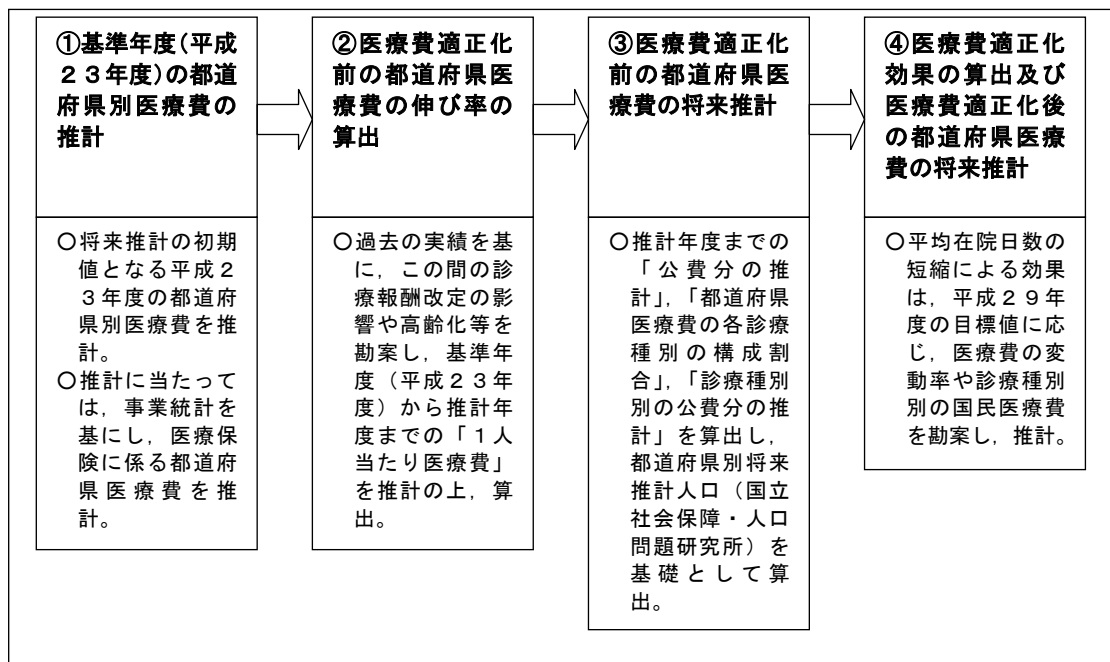 ①基準年度(平成
23年度)の都道
府県別医療費の
推計
○将来推計の初期
値となる平成2
3年度の都道府
県別医療費を推
計。
○推計に当たって
は，事業統計を
基にし，医療保
険に係る都道府
県医療費を推
計。
②医療費適正化
前の都道府県医
療費の伸び率の
算出
○過去の実績を基
に，この間の診
療報酬改定の影
響や高齢化等を
勘案し，基準年
度（平成23年
度）から推計年
度までの「1人
当たり医療費」
を推計の上，算
出。
③医療費適正化
前の都道府県医
療費の将来推計
○推計年度までの
「公費分の推
計」，「都道府県
医療費の各診療
種別の構成割
合」，「診療種別
別の公費分の推
計」を算出し，
都道府県別将来
推計人口（国立
社会保障・人口
問題研究所）を
基礎として算
出。
④医療費適正化
効果の算出及び
医療費適正化後
の都道府県医療
費の将来推計
○平均在院日数の
短縮による効果
は，平成29年
度の目標値に応
じ，医療費の変
動率や診療種別
別の国民医療費
を勘案し，推計。